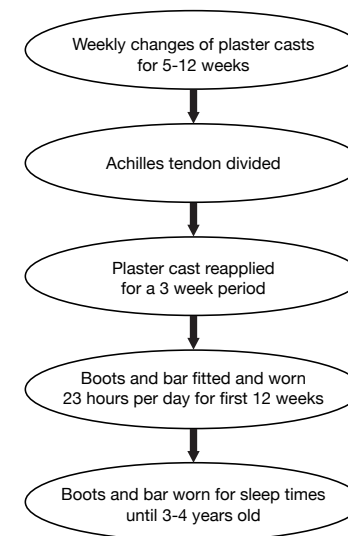 Weekly changes of plaster casts
for 5-12 weeks
Achilles tendon divided
Plaster cast reapplied
for a 3 week period
Boots and bar fitted and worn
23 hours per day for first 12 weeks
Boots and bar worn for sleep times
until 3-4 years old